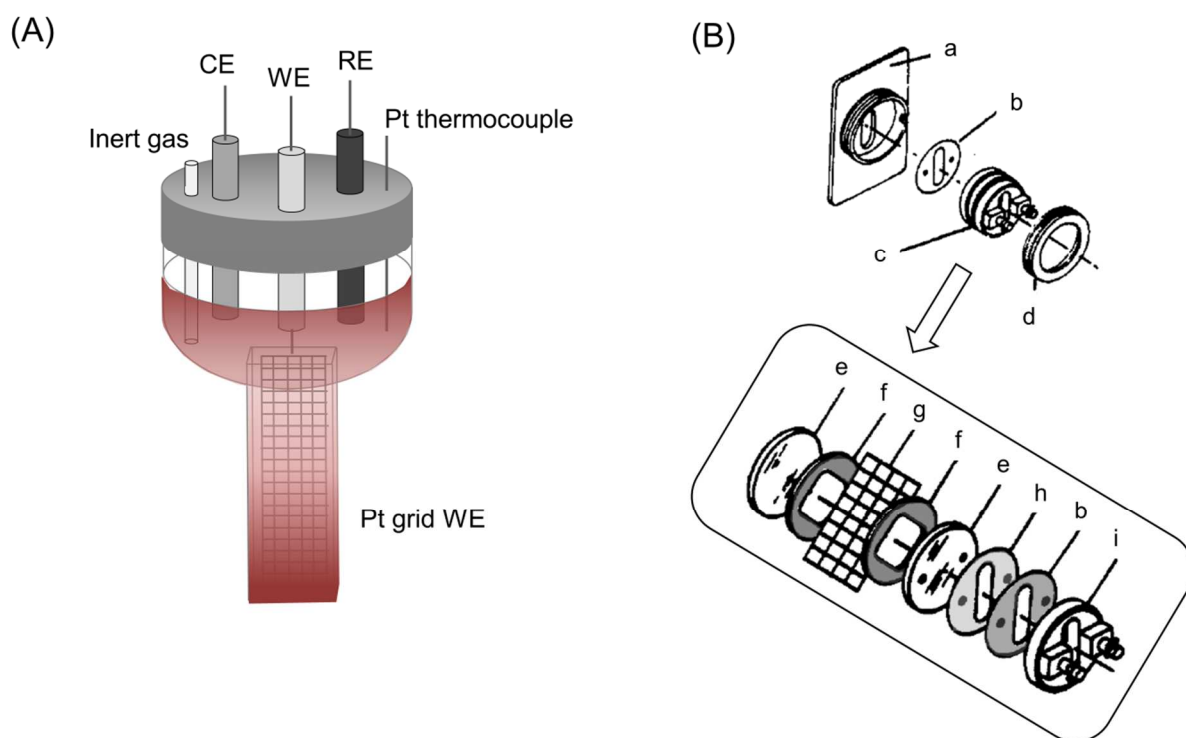 (A)
CE
WE
RE
Inert gas
Pt thermocouple
Pt grid WE
(B)
a
b
c
d
e
f
g
f
e
h
b
i